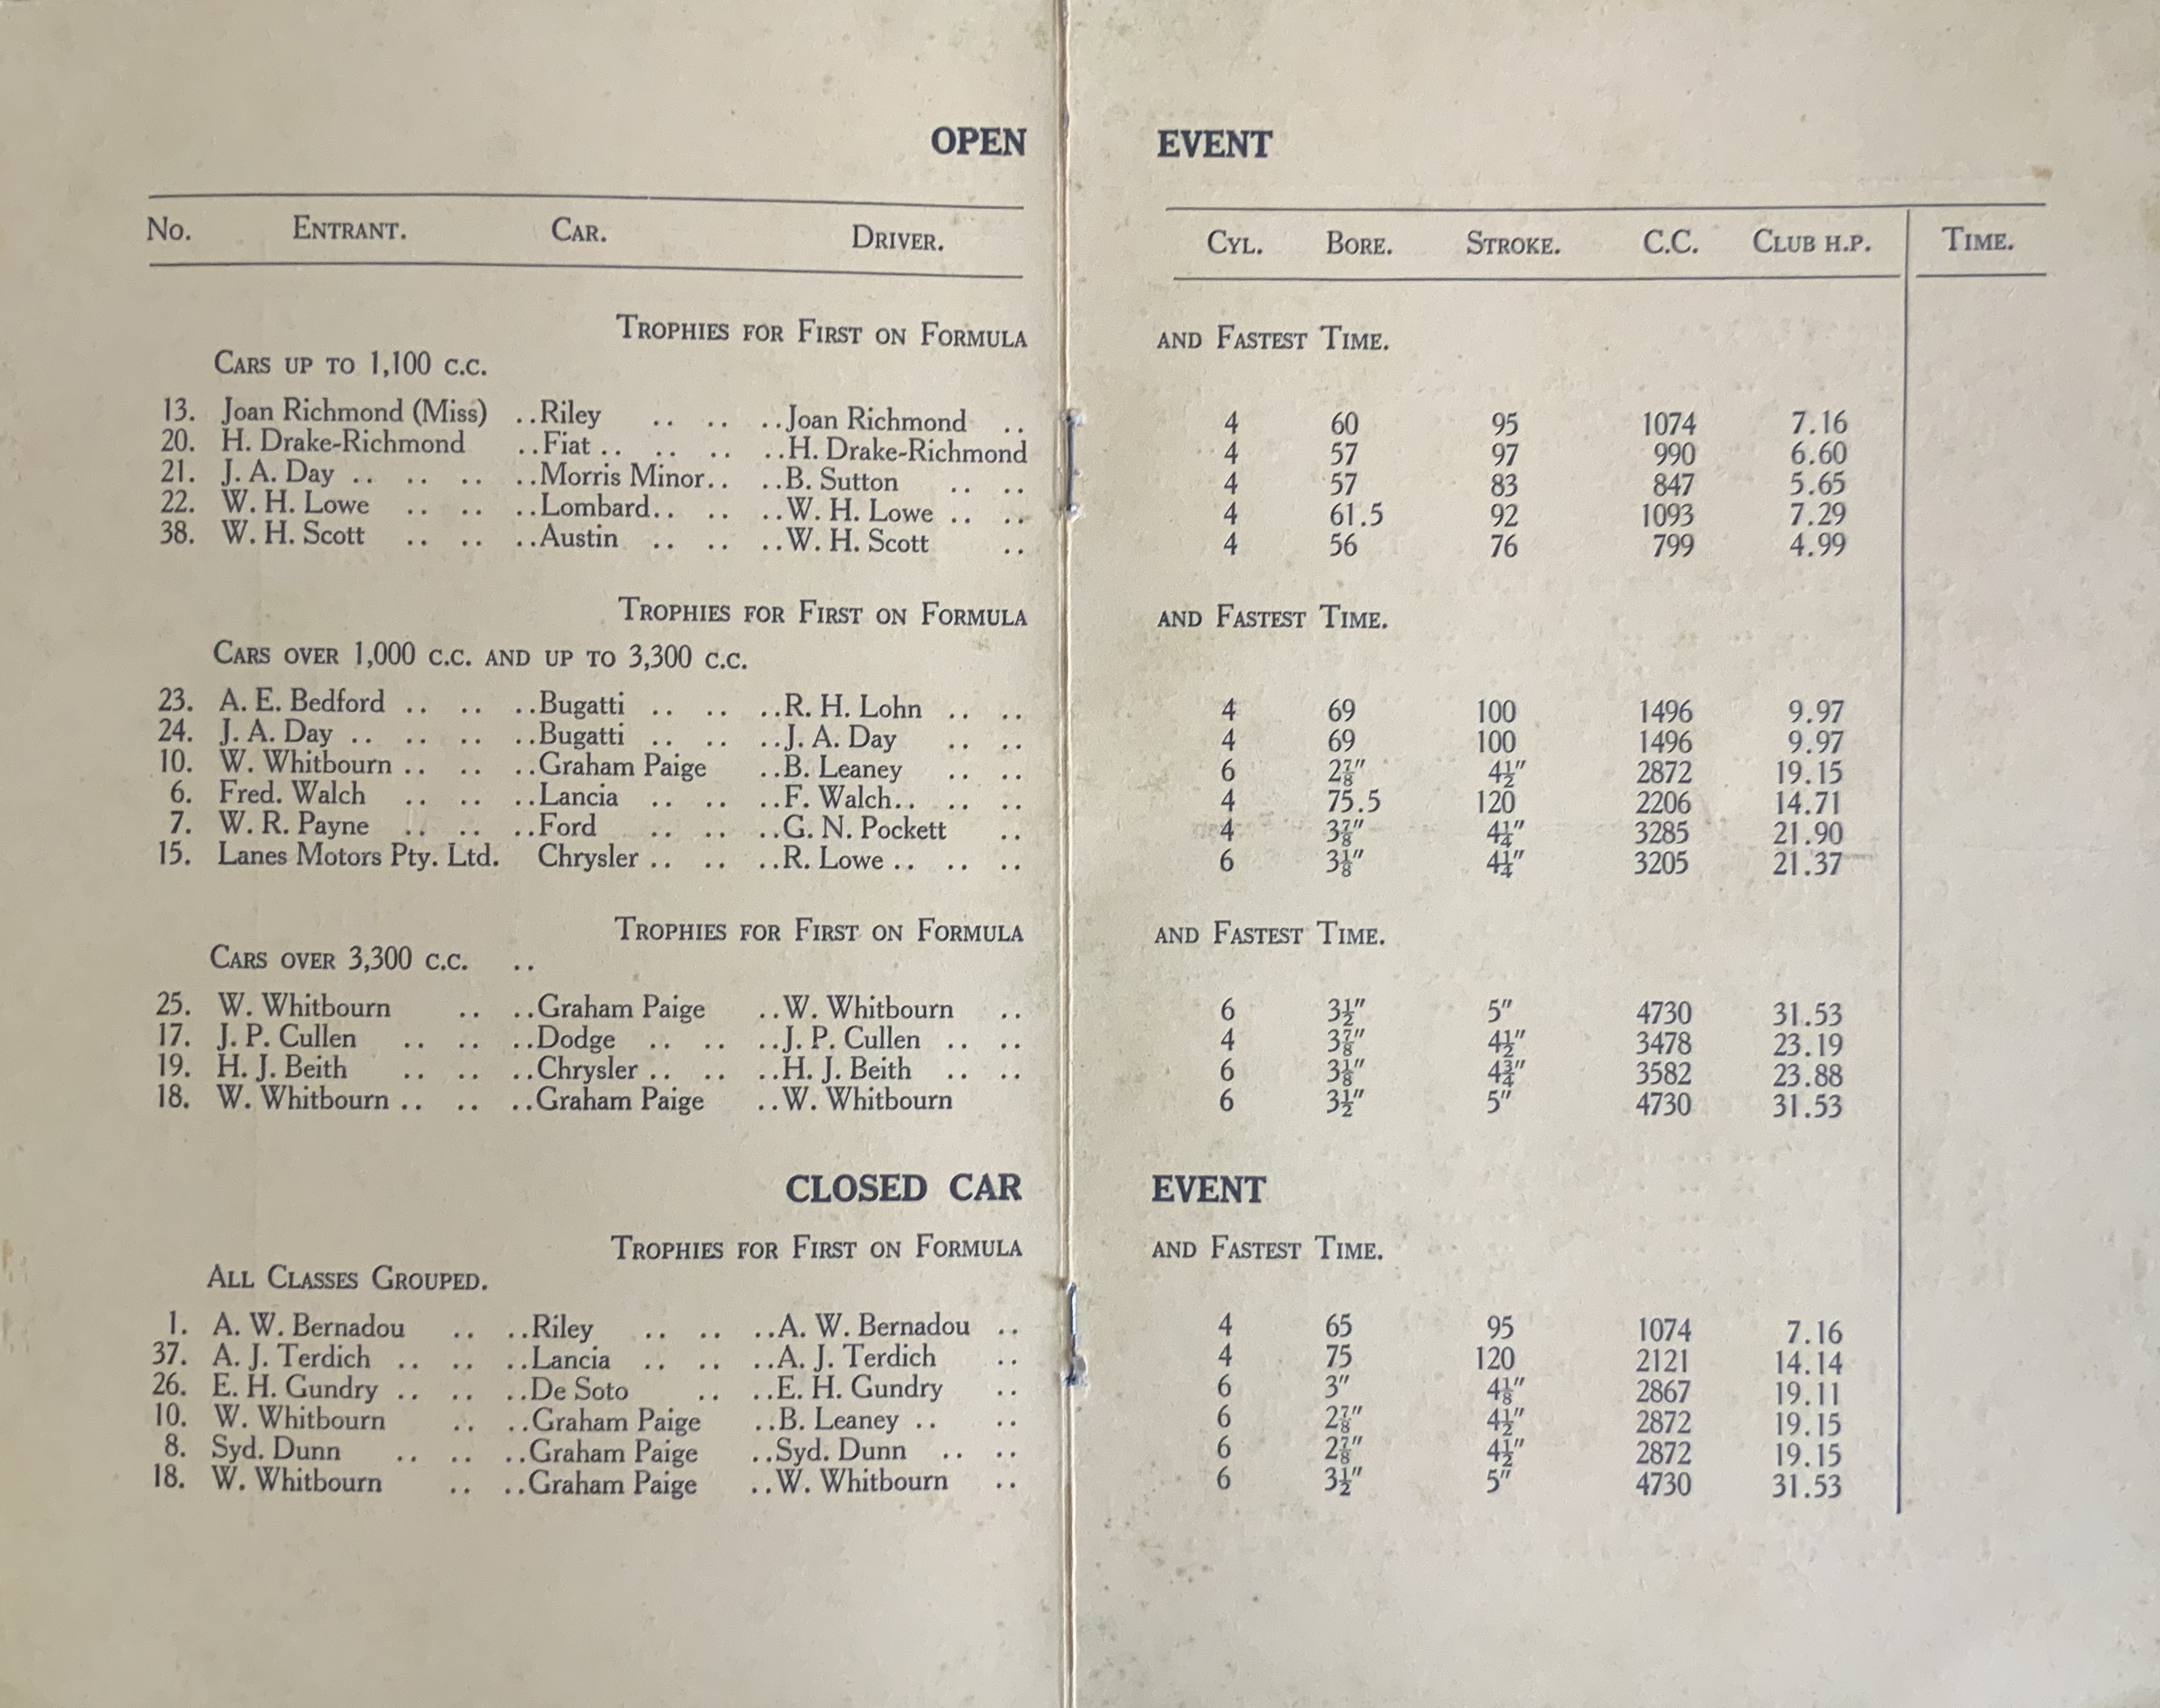 OPEN EVENT
No. Entrant. Car. Driver. Cyl. Bore. Stroke. C.C. Club H.P. Time.
Trophies for First on Formula and Fastest Time.
Cars up to 1,100 c.c.
13. Joan Richmond (Miss) .. Riley .. .. .. Joan Richmond .. 4 60 95 1074 7.16
20. H. Drake-Richmond .. Fiat .. .. .. .. H. Drake-Richmond 4 57 97 990 6.60
21. J. A. Day .. .. .. .. Morris Minor .. .. B. Sutton .. .. 4 57 83 847 5.65
22. W. H. Lowe .. .. .. Lombard .. .. .. W. H. Lowe .. .. 4 61.5 92 1093 7.29
38. W. H. Scott .. .. .. Austin .. .. .. W. H. Scott .. 4 56 76 799 4.99
Trophies for First on Formula and Fastest Time.
Cars over 1,000 c.c. and up to 3,300 c.c.
23. A. E. Bedford .. .. .. Bugatti .. .. .. R. H. Lohn .. .. 4 69 100 1496 9.97
24. J. A. Day .. .. .. .. Bugatti .. .. .. J. A. Day .. .. 4 69 100 1496 9.97
10. W. Whitbourn .. .. .. Graham Paige .. B. Leaney .. .. 6 2⅞" 4½" 2872 19.15
6. Fred. Walch .. .. .. Lancia .. .. .. F. Walch .. .. .. 4 75.5 120 2206 14.71
7. W. R. Payne .. .. .. Ford .. .. .. G. N. Pockett .. 4 3⅞" 4¼" 3285 21.90
15. Lanes Motors Pty. Ltd. Chrysler .. .. .. R. Lowe .. .. .. 6 3⅛" 4¼" 3205 21.37
Trophies for First on Formula and Fastest Time.
Cars over 3,300 c.c. ..
25. W. Whitbourn .. .. Graham Paige .. W. Whitbourn .. 6 3½" 5" 4730 31.53
17. J. P. Cullen .. .. .. Dodge .. .. .. J. P. Cullen .. .. 4 3⅞" 4½" 3478 23.19
19. H. J. Beith .. .. .. Chrysler .. .. .. H. J. Beith .. .. 6 3⅛" 4¾" 3582 23.88
18. W. Whitbourn .. .. .. Graham Paige .. W. Whitbourn 6 3½" 5" 4730 31.53
CLOSED CAR EVENT
Trophies for First on Formula and Fastest Time.
All Classes Grouped.
1. A. W. Bernadou .. .. Riley .. .. .. A. W. Bernadou .. 4 65 95 1074 7.16
37. A. J. Terdich .. .. .. Lancia .. .. .. A. J. Terdich .. 4 75 120 2121 14.14
26. E. H. Gundry .. .. .. De Soto .. .. E. H. Gundry .. 6 3" 4⅛" 2867 19.11
10. W. Whitbourn .. .. Graham Paige .. B. Leaney .. .. 6 2⅞" 4½" 2872 19.15
8. Syd. Dunn .. .. .. Graham Paige .. Syd. Dunn .. .. 6 2⅞" 4½" 2872 19.15
18. W. Whitbourn .. .. Graham Paige .. W. Whitbourn .. 6 3½" 5" 4730 31.53